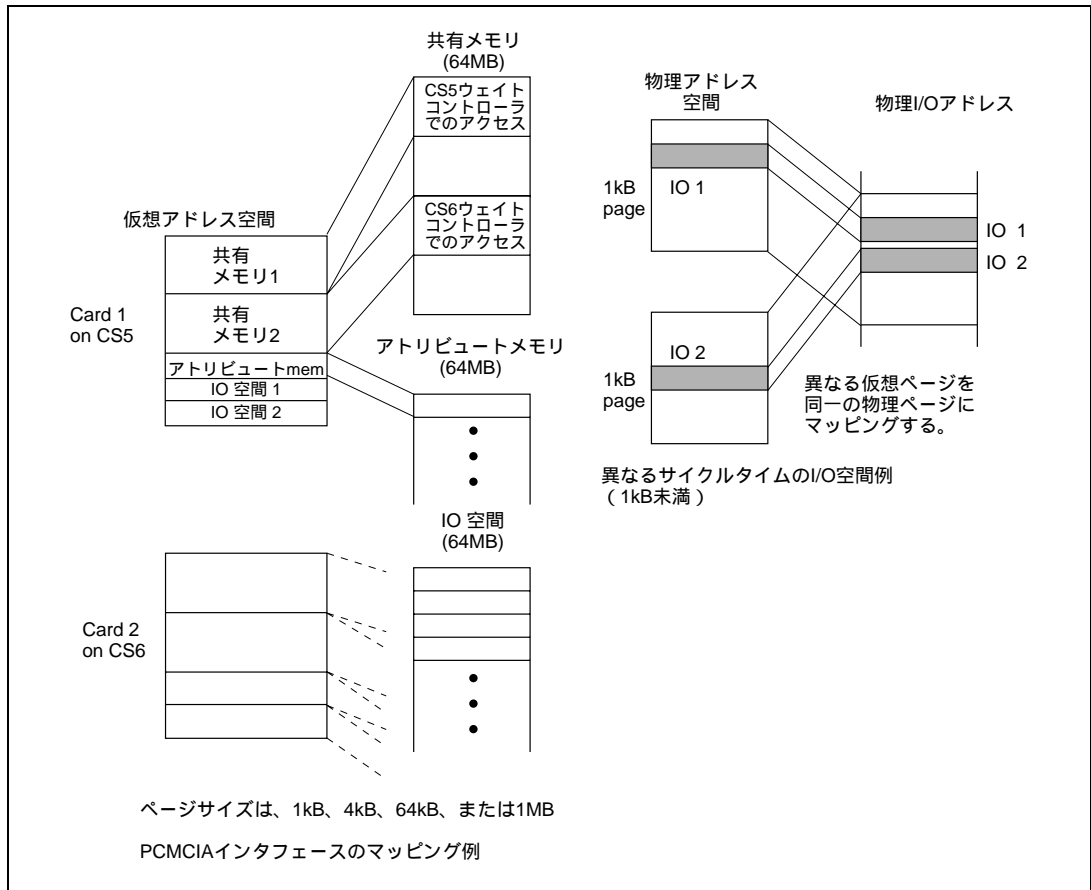 共有メモリ
(64MB)
CS5ウェイト
コントローラ
でのアクセス
CS6ウェイト
コントローラ
でのアクセス
仮想アドレス空間
共有
メモリ1
共有
メモリ2
アトリビュートmem
IO 空間 1
IO 空間 2
Card 1
on CS5
アトリビュートメモリ
(64MB)
IO 空間
(64MB)
Card 2
on CS6
物理アドレス
空間
物理I/Oアドレス
1kB
page
IO 1
IO 1
IO 2
IO 2
1kB
page
異なる仮想ページを
同一の物理ページに
マッピングする。
異なるサイクルタイムのI/O空間例
(1kB未満)
ページサイズは、1kB、4kB、64kB、または1MB
PCMCIAインタフェースのマッピング例